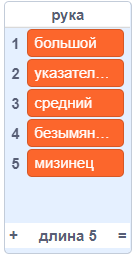 рука
1 большой
2 указател...
3 средний
4 безымян...
5 мизинец
+ длина 5 =